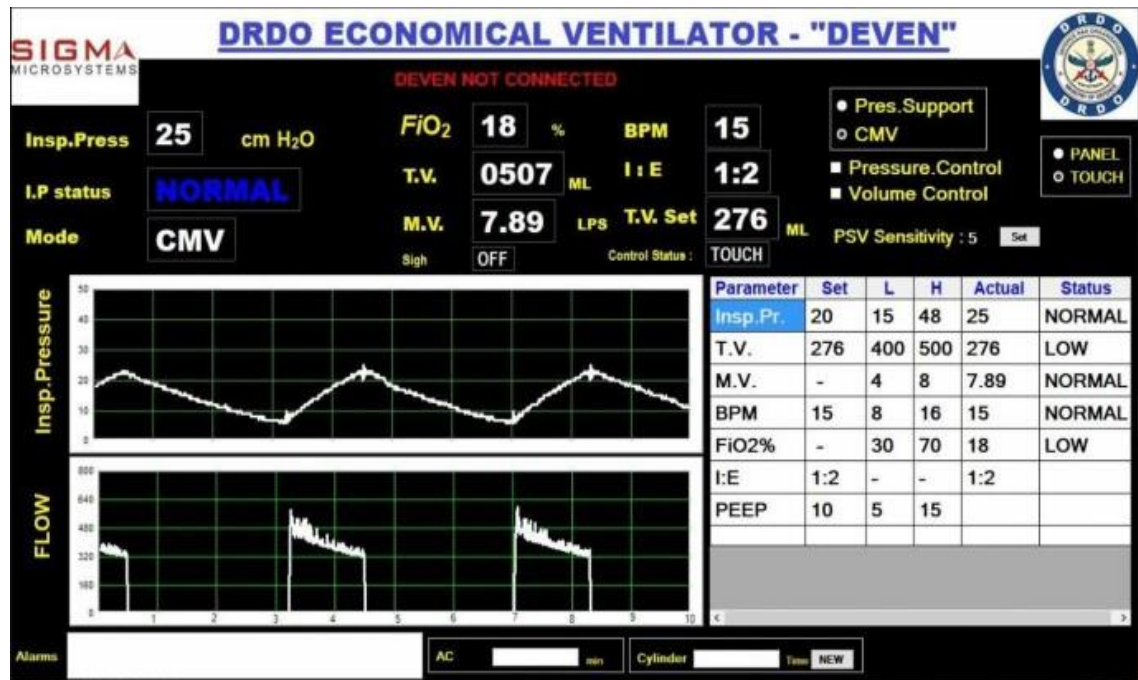 DRDO ECONOMICAL VENTILATOR - "DEVEN"
SIGMA
MICROSYSTEMS
DRDO
DRDO
DEVEN NOT CONNECTED
Insp.Press 25 cm H₂O
FiO₂ 18 %
BPM 15
Pres.Support
CMV
PANEL
TOUCH
I.P status NORMAL
T.V. 0507 ML
I : E 1:2
Pressure.Control
Volume Control
Mode CMV
M.V. 7.89 LPS
T.V. Set 276 ML
PSV Sensitivity : 5 Set
Sigh OFF
Control Status : TOUCH
Insp.Pressure
50
40
30
20
10
0
FLOW
800
640
480
320
160
0
1 2 3 4 5 6 7 8 9 10
Parameter Set L H Actual Status
Insp.Pr. 20 15 48 25 NORMAL
T.V. 276 400 500 276 LOW
M.V. - 4 8 7.89 NORMAL
BPM 15 8 16 15 NORMAL
FiO2% - 30 70 18 LOW
I:E 1:2 - - 1:2
PEEP 10 5 15
Alarms
AC min
Cylinder Time NEW